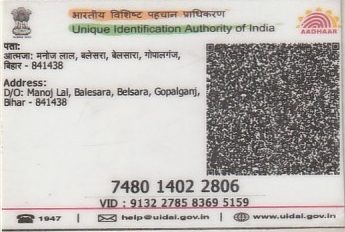 भारतीय विशिष्ट पहचान प्राधिकरण
Unique Identification Authority of India
AADHAAR
पता:
आत्मजा: मनोज लाल, बलेसरा, बेलसारा, गोपालगंज,
बिहार - 841438
Address:
D/O: Manoj Lal, Balesara, Belsara, Gopalganj,
Bihar - 841438
7480 1402 2806
VID : 9132 2785 8369 5159
1947 | help@uidai.gov.in | www.uidai.gov.in